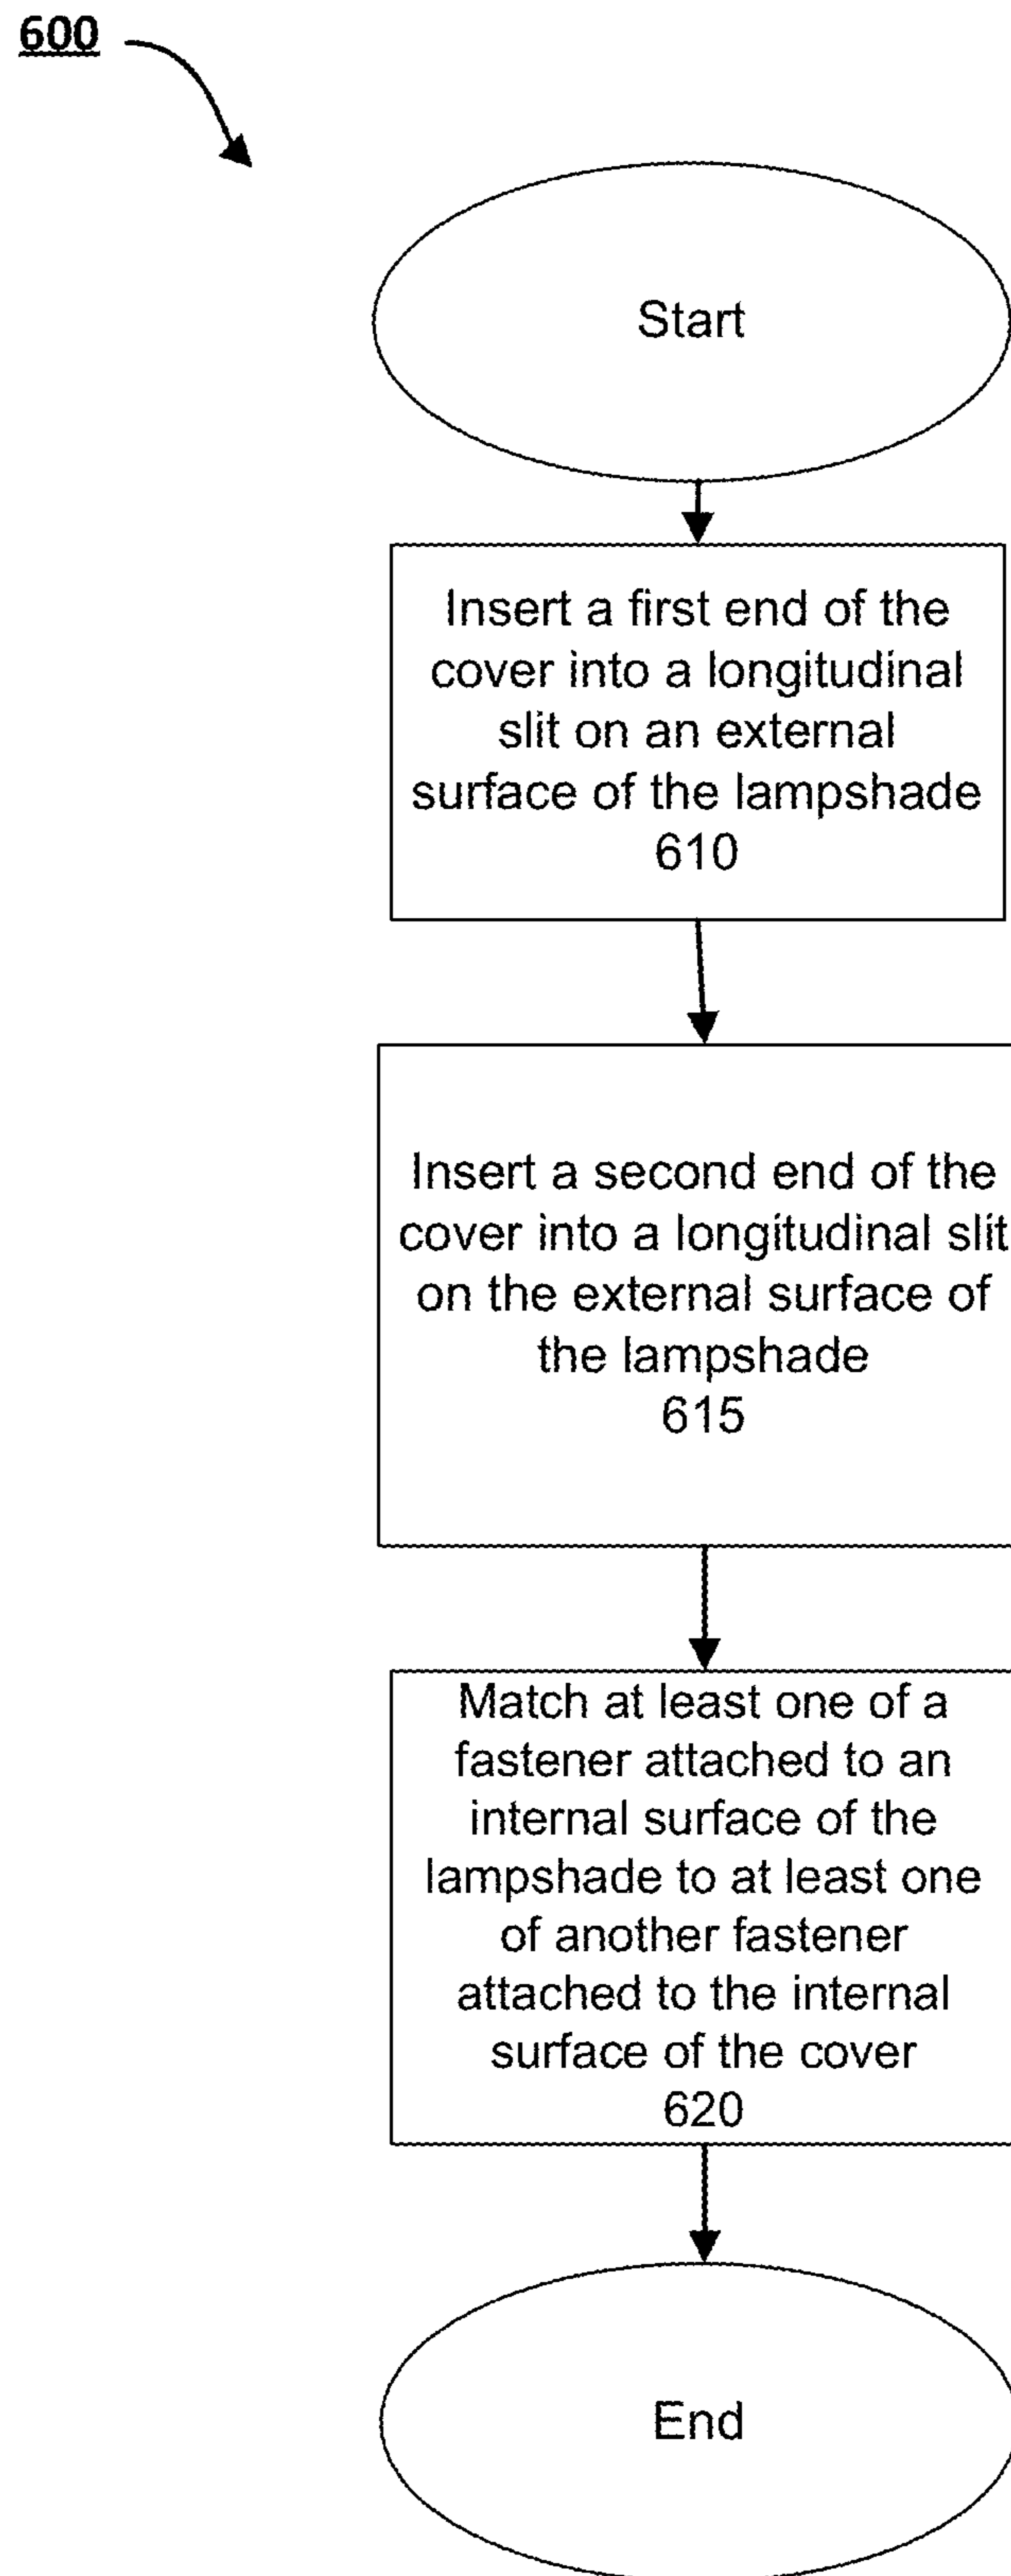 600
Start
Insert a first end of the
cover into a longitudinal
slit on an external
surface of the lampshade
610
Insert a second end of the
cover into a longitudinal slit
on the external surface of
the lampshade
615
Match at least one of a
fastener attached to an
internal surface of the
lampshade to at least one
of another fastener
attached to the internal
surface of the cover
620
End